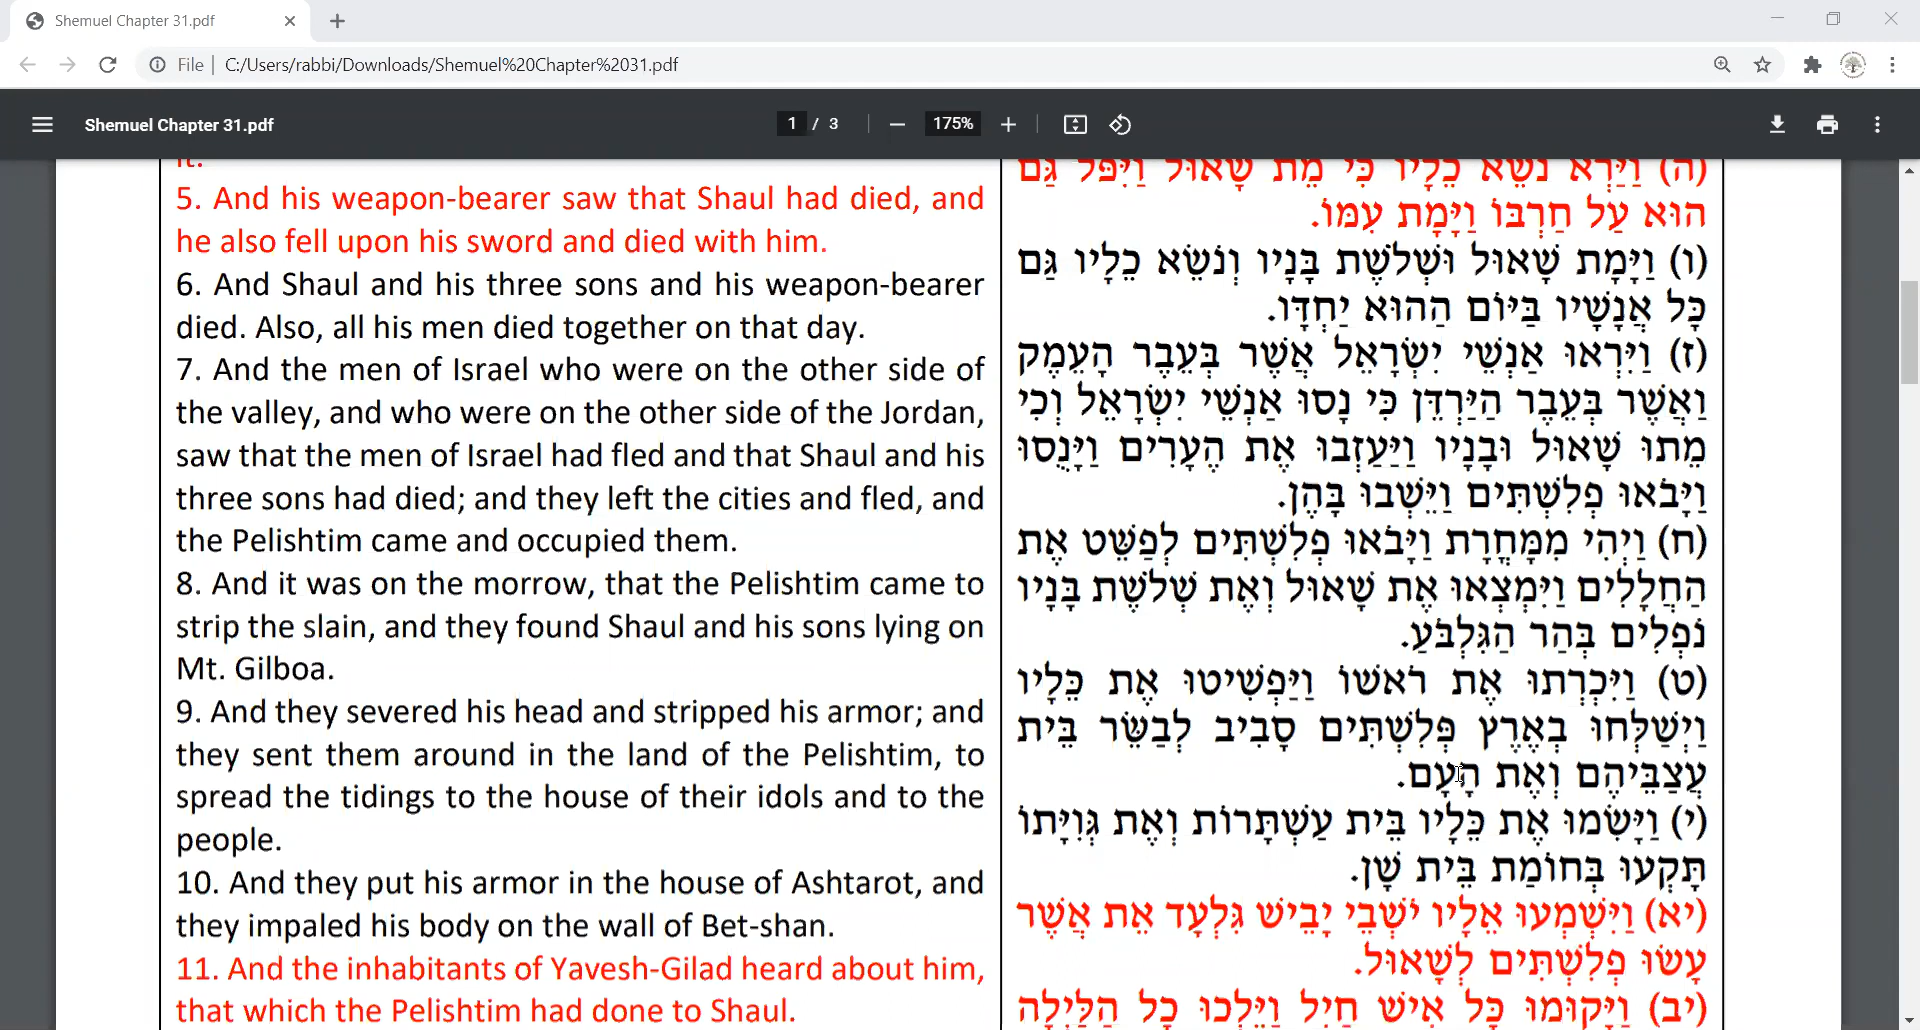 Shemuel Chapter 31.pdf
File | C:/Users/rabbi/Downloads/Shemuel%20Chapter%2031.pdf
Shemuel Chapter 31.pdf
1 / 3
175%
it.
5. And his weapon-bearer saw that Shaul had died, and
he also fell upon his sword and died with him.
6. And Shaul and his three sons and his weapon-bearer
died. Also, all his men died together on that day.
7. And the men of Israel who were on the other side of
the valley, and who were on the other side of the Jordan,
saw that the men of Israel had fled and that Shaul and his
three sons had died; and they left the cities and fled, and
the Pelishtim came and occupied them.
8. And it was on the morrow, that the Pelishtim came to
strip the slain, and they found Shaul and his sons lying on
Mt. Gilboa.
9. And they severed his head and stripped his armor; and
they sent them around in the land of the Pelishtim, to
spread the tidings to the house of their idols and to the
people.
10. And they put his armor in the house of Ashtarot, and
they impaled his body on the wall of Bet-shan.
11. And the inhabitants of Yavesh-Gilad heard about him,
that which the Pelishtim had done to Shaul.
(ה) וַיַּרְא נֹשֵׂא כֵלָיו כִּי מֵת שָׁאוּל וַיִּפֹּל גַּם
הוּא עַל חַרְבּוֹ וַיָּמָת עִמּוֹ.
(ו) וַיָּמָת שָׁאוּל וּשְׁלֹשֶׁת בָּנָיו וְנֹשֵׂא כֵלָיו גַּם
כָּל אֲנָשָׁיו בַּיּוֹם הַהוּא יַחְדָּו.
(ז) וַיִּרְאוּ אַנְשֵׁי יִשְׂרָאֵל אֲשֶׁר בְּעֵבֶר הָעֵמֶק
וַאֲשֶׁר בְּעֵבֶר הַיַּרְדֵּן כִּי נָסוּ אַנְשֵׁי יִשְׂרָאֵל וְכִי
מֵתוּ שָׁאוּל וּבָנָיו וַיַּעַזְבוּ אֶת הֶעָרִים וַיָּנֻסוּ
וַיָּבֹאוּ פְלִשְׁתִּים וַיֵּשְׁבוּ בָּהֶן.
(ח) וַיְהִי מִמָּחֳרָת וַיָּבֹאוּ פְלִשְׁתִּים לְפַשֵּׁט אֶת
הַחֲלָלִים וַיִּמְצְאוּ אֶת שָׁאוּל וְאֶת שְׁלֹשֶׁת בָּנָיו
נֹפְלִים בְּהַר הַגִּלְבֹּעַ.
(ט) וַיִּכְרְתוּ אֶת רֹאשׁוֹ וַיַּפְשִׁיטוּ אֶת כֵּלָיו
וַיְשַׁלְּחוּ בְאֶרֶץ פְּלִשְׁתִּים סָבִיב לְבַשֵּׂר בֵּית
עֲצַבֵּיהֶם וְאֶת הָעָם.
(י) וַיָּשִׂמוּ אֶת כֵּלָיו בֵּית עַשְׁתָּרוֹת וְאֶת גְּוִיָּתוֹ
תָּקְעוּ בְּחוֹמַת בֵּית שָׁן.
(יא) וַיִּשְׁמְעוּ אֵלָיו יֹשְׁבֵי יָבֵישׁ גִּלְעָד אֵת אֲשֶׁר
עָשׂוּ פְלִשְׁתִּים לְשָׁאוּל.
(יב) וַיָּקוּמוּ כָּל אִישׁ חַיִל וַיֵּלְכוּ כָל הַלַּיְלָה